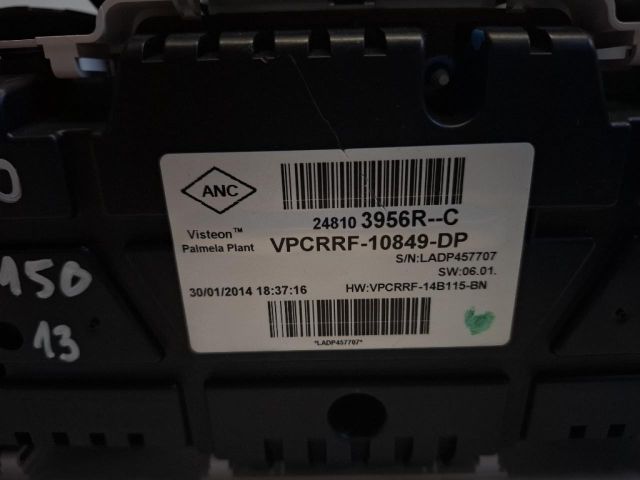 ANC
24810 3956R--C
Visteon™
Palmela Plant
VPCRRF-10849-DP
S/N:LADP457707
SW:06.01.
30/01/2014 18:37:16
HW:VPCRRF-14B115-BN
*LADP457707*
150
13